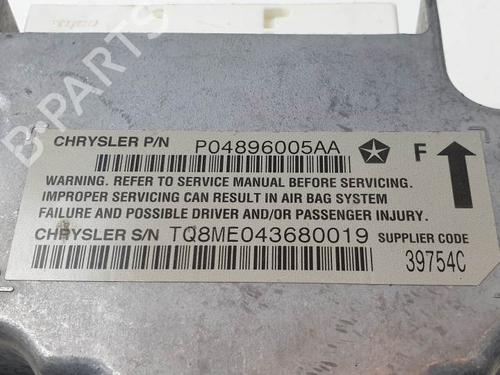 B-PARTS
CHRYSLER P/N P04896005AA F
WARNING. REFER TO SERVICE MANUAL BEFORE SERVICING.
IMPROPER SERVICING CAN RESULT IN AIR BAG SYSTEM
FAILURE AND POSSIBLE DRIVER AND/OR PASSENGER INJURY.
CHRYSLER S/N TQ8ME043680019 SUPPLIER CODE
39754C